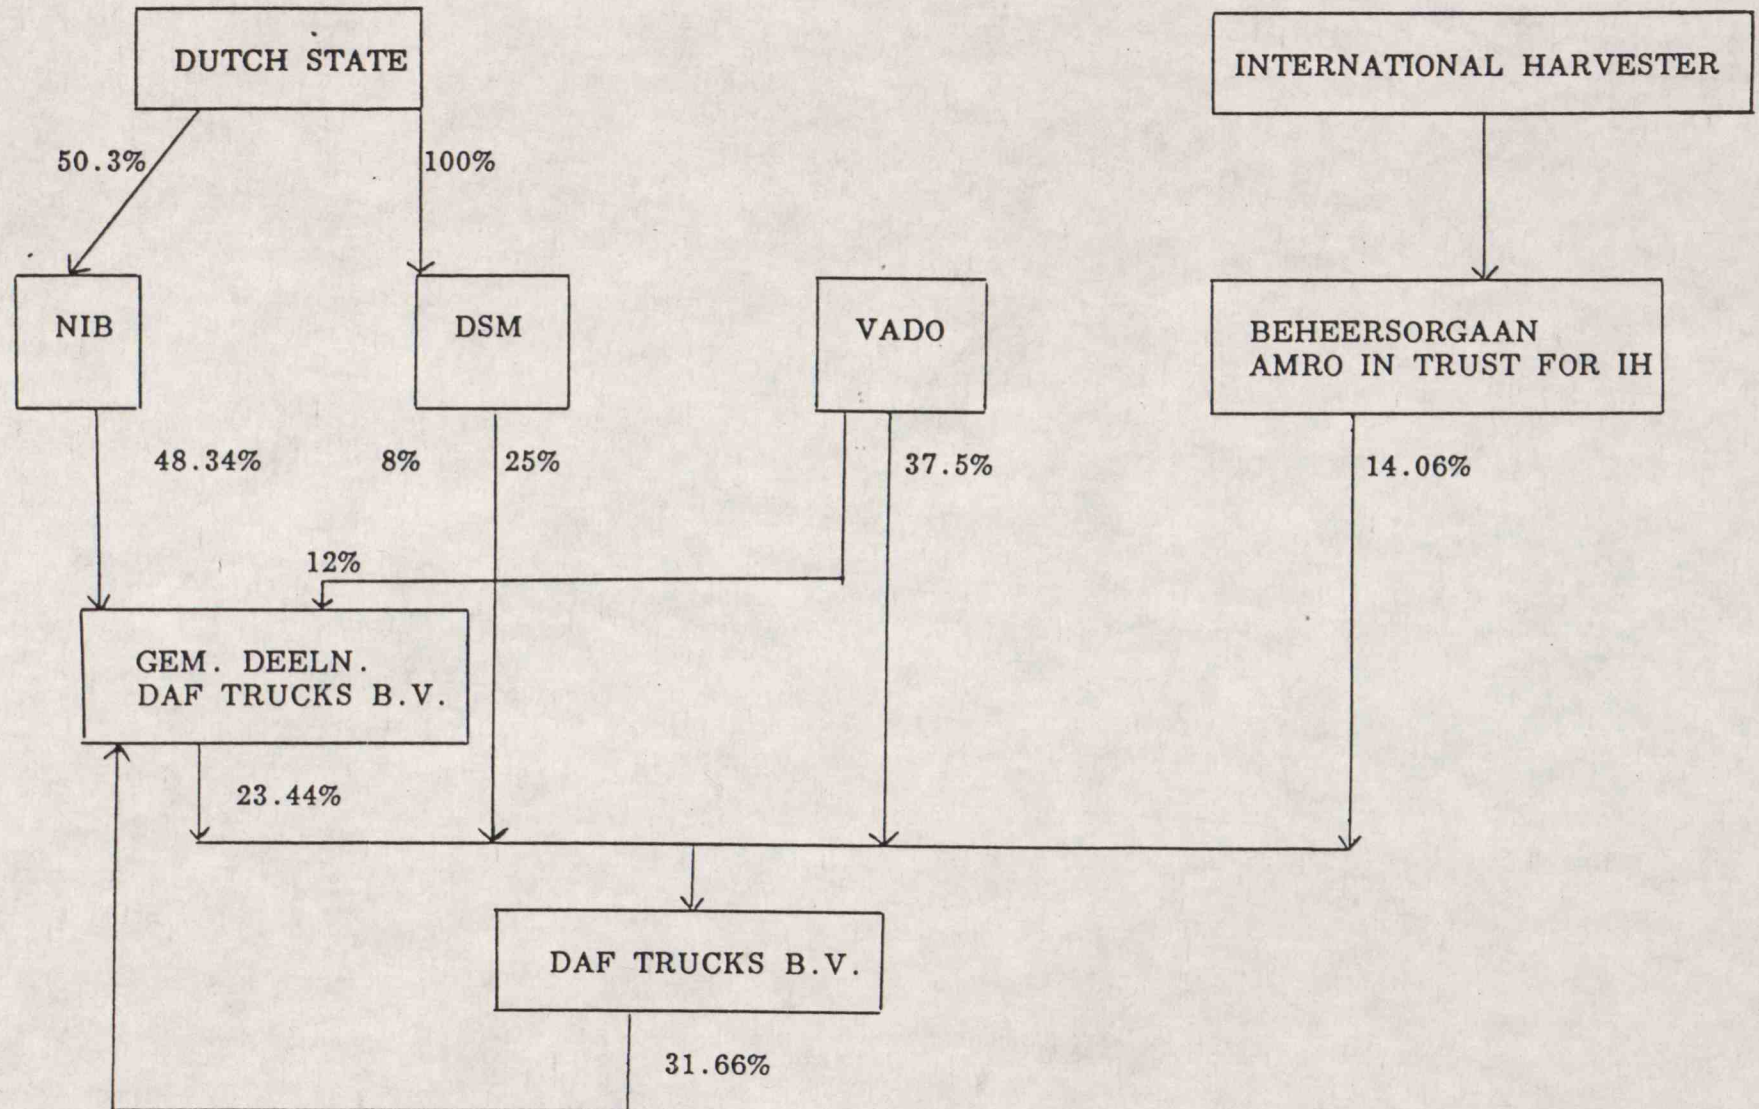 DUTCH STATE
INTERNATIONAL HARVESTER
50.3%
100%
NIB
DSM
VADO
BEHEERSORGAAN
AMRO IN TRUST FOR IH
48.34%
8%
25%
37.5%
14.06%
12%
GEM. DEELN.
DAF TRUCKS B.V.
23.44%
DAF TRUCKS B.V.
31.66%